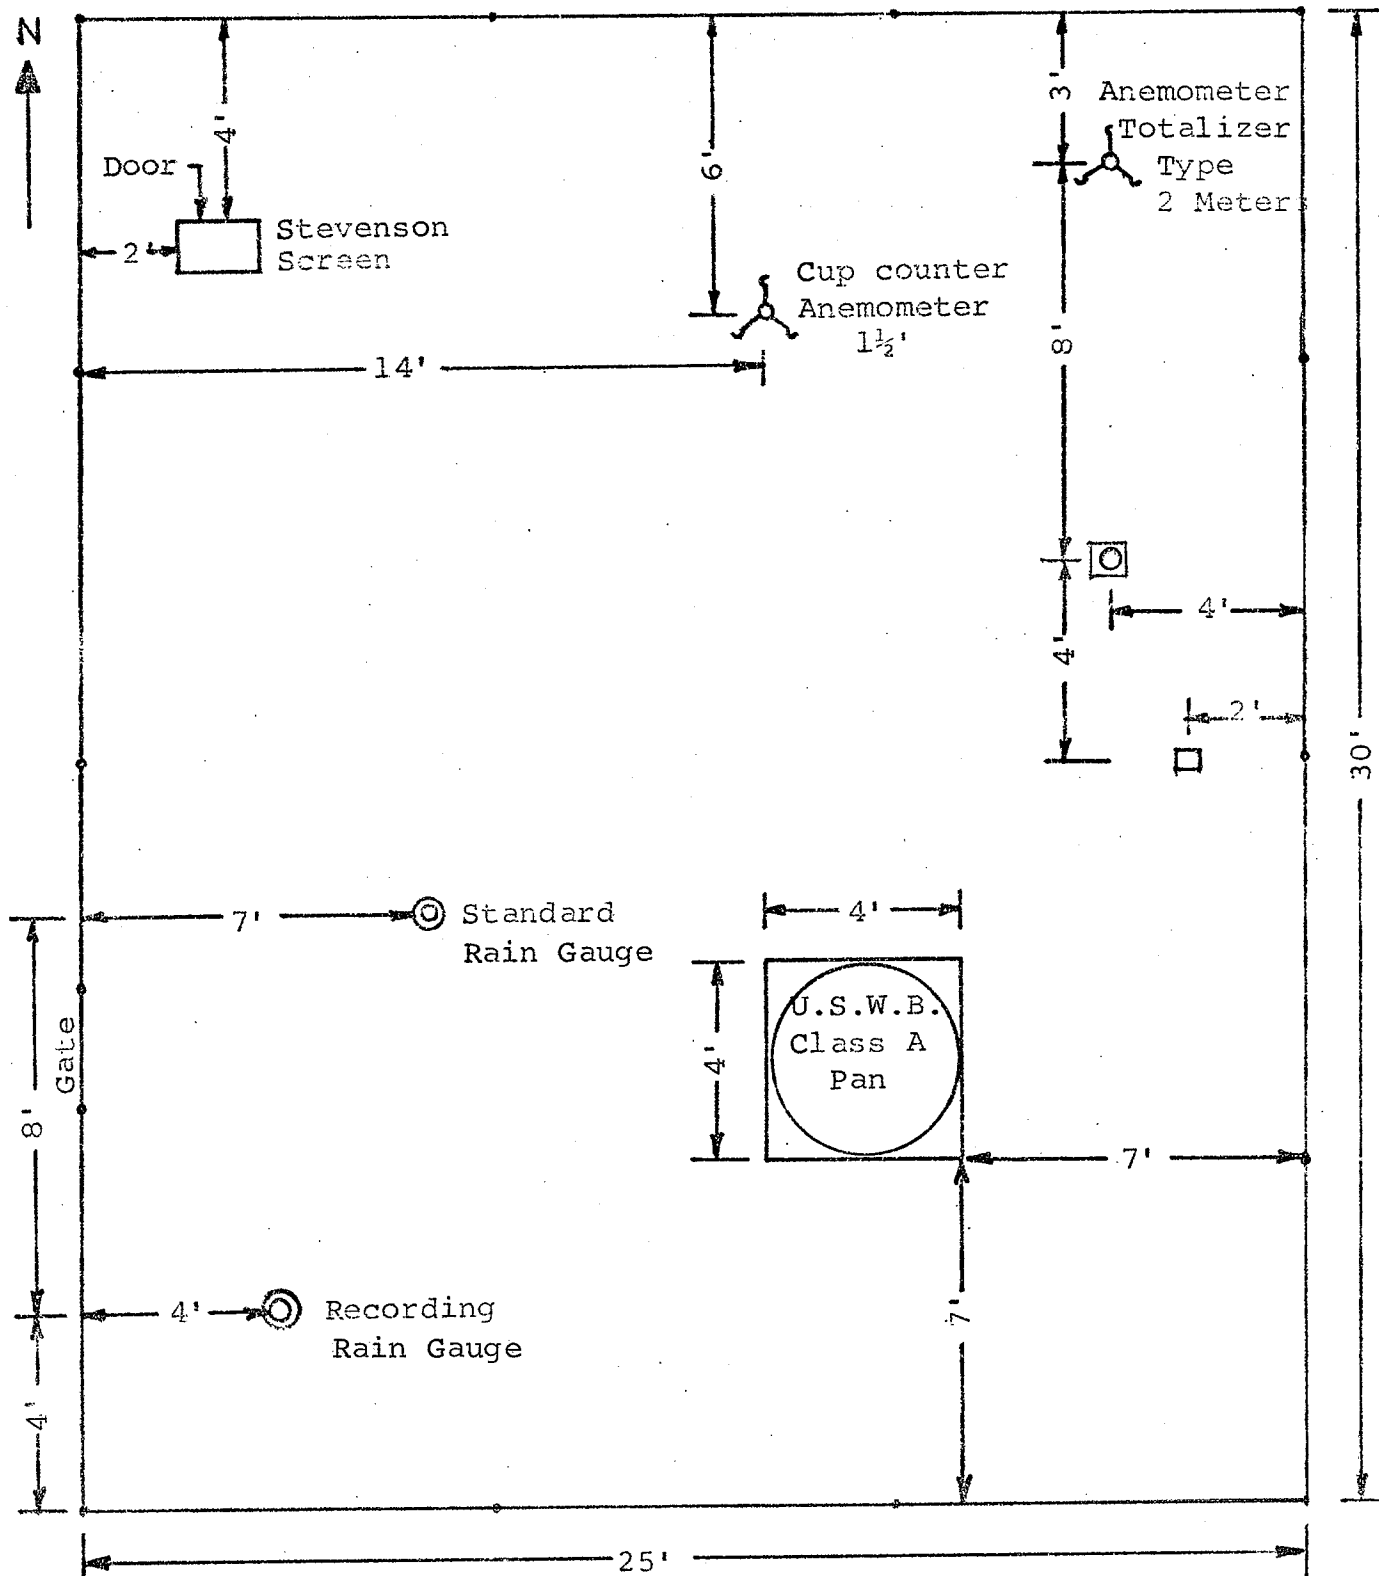 N
4'
6'
3'
Anemometer
Totalizer
Type
2 Meters
Door
2'
Stevenson
Screen
Cup counter
Anemometer
1½'
8'
14'
4'
4'
2'
30'
7'
Standard
Rain Gauge
4'
4'
U.S.W.B.
Class A
Pan
Gate
8'
7'
4'
Recording
Rain Gauge
7'
4'
25'